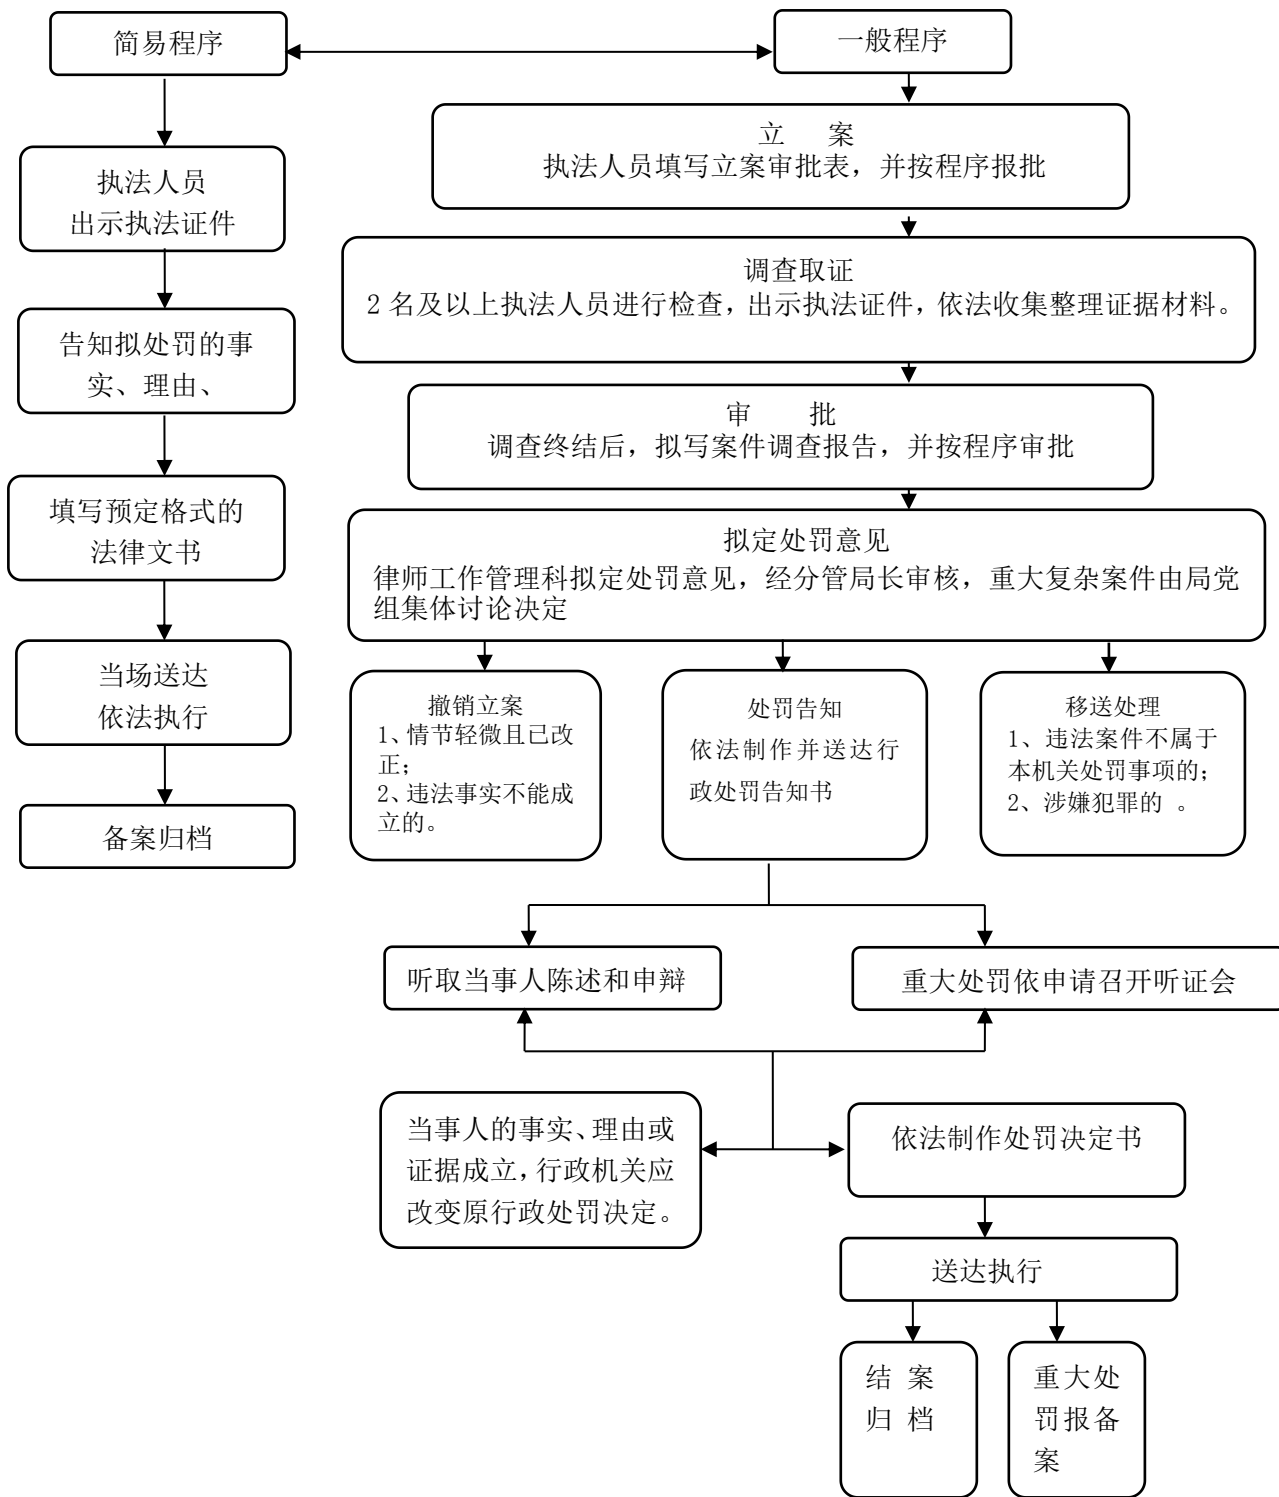 简易程序
一般程序
立 案
执法人员填写立案审批表，并按程序报批
执法人员
出示执法证件
调查取证
2名及以上执法人员进行检查，出示执法证件，依法收集整理证据材料。
告知拟处罚的事
实、理由、
审 批
调查终结后，拟写案件调查报告，并按程序审批
填写预定格式的
法律文书
拟定处罚意见
律师工作管理科拟定处罚意见，经分管局长审核，重大复杂案件由局党
组集体讨论决定
当场送达
依法执行
撤销立案
1、情节轻微且已改
正；
2、违法事实不能成
立的。
处罚告知
依法制作并送达行
政处罚告知书
移送处理
1、违法案件不属于
本机关处罚事项的；
2、涉嫌犯罪的 。
备案归档
听取当事人陈述和申辩
重大处罚依申请召开听证会
当事人的事实、理由或
证据成立，行政机关应
改变原行政处罚决定。
依法制作处罚决定书
送达执行
结 案
归 档
重大处
罚报备
案